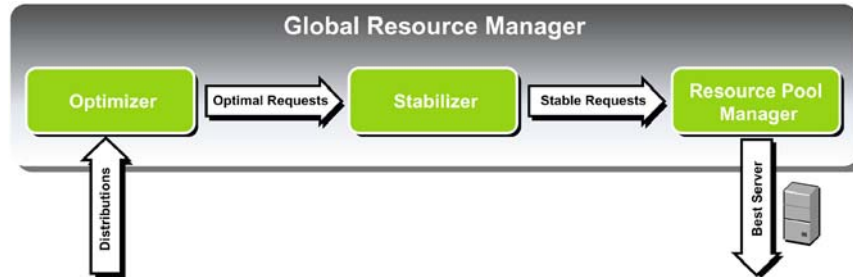 Global Resource Manager
Optimizer
Optimal Requests
Stabilizer
Stable Requests
Resource Pool
Manager
Distributions
Best Server